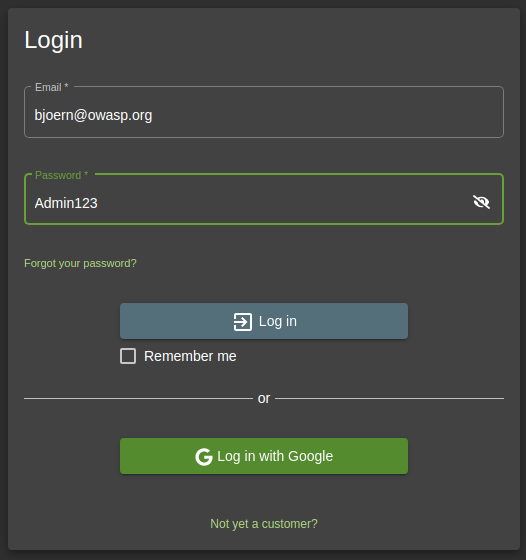 Login
Email *
bjoern@owasp.org
Password *
Admin123
Forgot your password?
Log in
Remember me
or
Log in with Google
Not yet a customer?